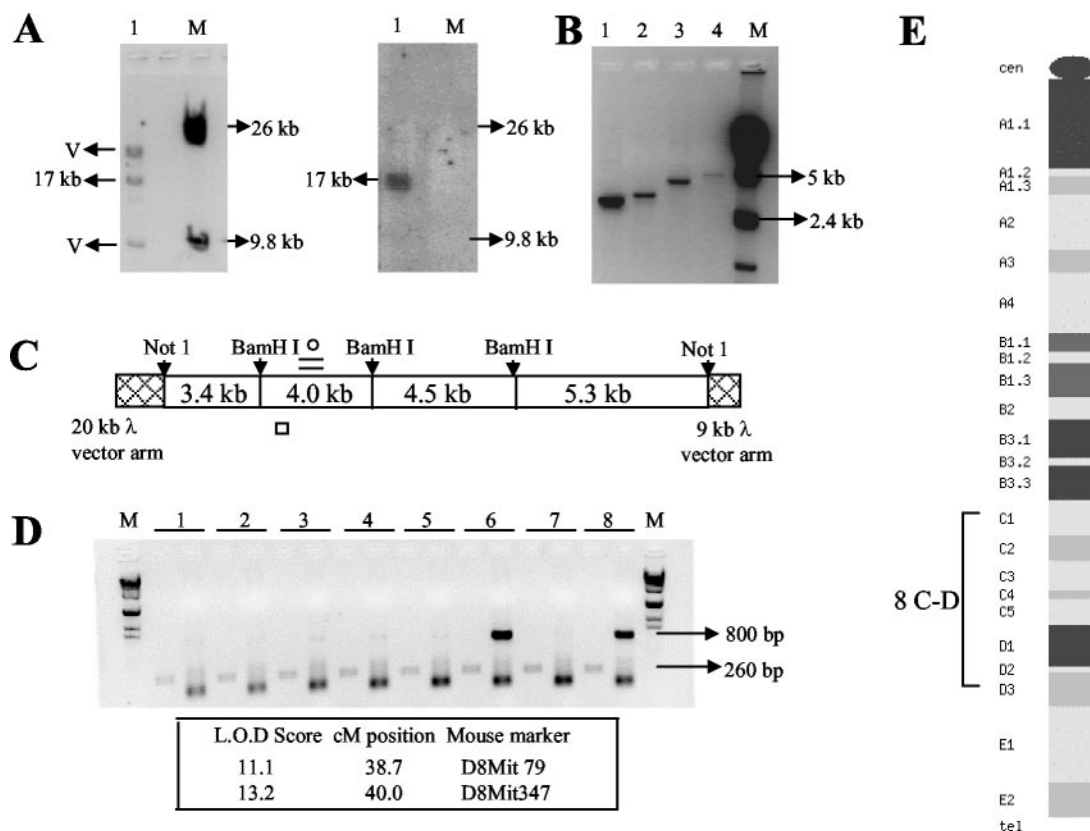 A
1 M
V
17 kb
V
26 kb
9.8 kb
1 M
17 kb
26 kb
9.8 kb
B
1 2 3 4 M
5 kb
2.4 kb
C
Not 1 BamH I BamH I BamH I Not 1
3.4 kb 4.0 kb 4.5 kb 5.3 kb
20 kb λ
vector arm
9 kb λ
vector arm
D
M 1 2 3 4 5 6 7 8 M
800 bp
260 bp
L.O.D Score cM position Mouse marker
11.1 38.7 D8Mit 79
13.2 40.0 D8Mit347
E
cen
A1.1
A1.2
A1.3
A2
A3
A4
B1.1
B1.2
B1.3
B2
B3.1
B3.2
B3.3
C1
C2
C3
C4
C5
8 C-D
D1
D2
D3
E1
E2
tel